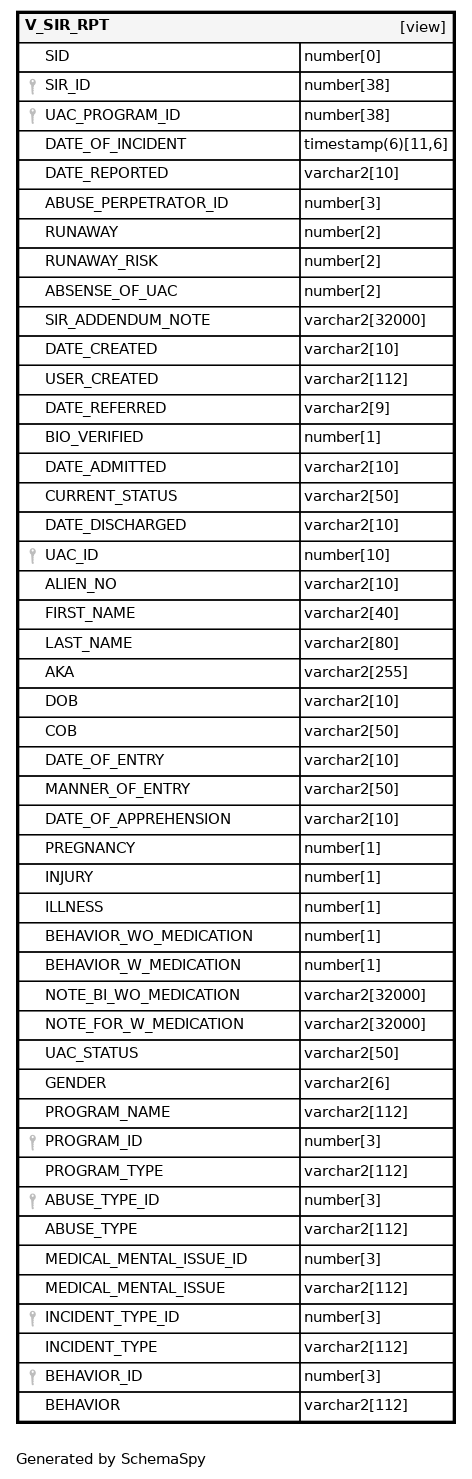 V_SIR_RPT [view]
SID number[0]
SIR_ID number[38]
UAC_PROGRAM_ID number[38]
DATE_OF_INCIDENT timestamp(6)[11,6]
DATE_REPORTED varchar2[10]
ABUSE_PERPETRATOR_ID number[3]
RUNAWAY number[2]
RUNAWAY_RISK number[2]
ABSENSE_OF_UAC number[2]
SIR_ADDENDUM_NOTE varchar2[32000]
DATE_CREATED varchar2[10]
USER_CREATED varchar2[112]
DATE_REFERRED varchar2[9]
BIO_VERIFIED number[1]
DATE_ADMITTED varchar2[10]
CURRENT_STATUS varchar2[50]
DATE_DISCHARGED varchar2[10]
UAC_ID number[10]
ALIEN_NO varchar2[10]
FIRST_NAME varchar2[40]
LAST_NAME varchar2[80]
AKA varchar2[255]
DOB varchar2[10]
COB varchar2[50]
DATE_OF_ENTRY varchar2[10]
MANNER_OF_ENTRY varchar2[50]
DATE_OF_APPREHENSION varchar2[10]
PREGNANCY number[1]
INJURY number[1]
ILLNESS number[1]
BEHAVIOR_WO_MEDICATION number[1]
BEHAVIOR_W_MEDICATION number[1]
NOTE_BI_WO_MEDICATION varchar2[32000]
NOTE_FOR_W_MEDICATION varchar2[32000]
UAC_STATUS varchar2[50]
GENDER varchar2[6]
PROGRAM_NAME varchar2[112]
PROGRAM_ID number[3]
PROGRAM_TYPE varchar2[112]
ABUSE_TYPE_ID number[3]
ABUSE_TYPE varchar2[112]
MEDICAL_MENTAL_ISSUE_ID number[3]
MEDICAL_MENTAL_ISSUE varchar2[112]
INCIDENT_TYPE_ID number[3]
INCIDENT_TYPE varchar2[112]
BEHAVIOR_ID number[3]
BEHAVIOR varchar2[112]
Generated by SchemaSpy